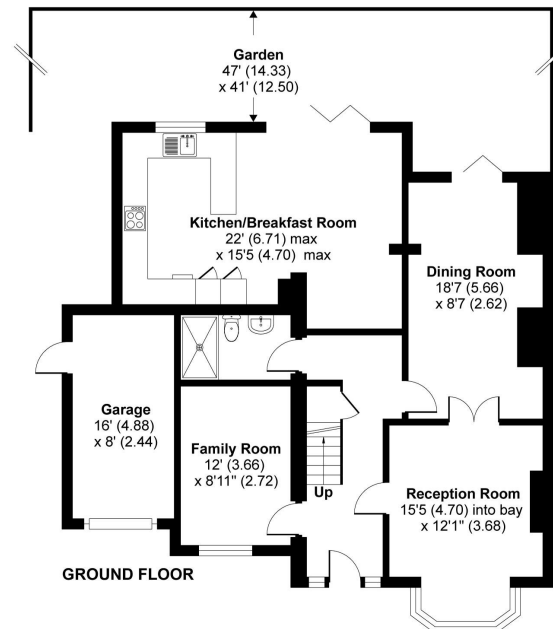 Garden
47' (14.33)
x 41' (12.50)
Kitchen/Breakfast Room
22' (6.71) max
x 15'5 (4.70) max
Dining Room
18'7 (5.66)
x 8'7 (2.62)
Garage
16' (4.88)
x 8' (2.44)
Family Room
12' (3.66)
x 8'11" (2.72)
Up
Reception Room
15'5 (4.70) into bay
x 12'1" (3.68)
GROUND FLOOR